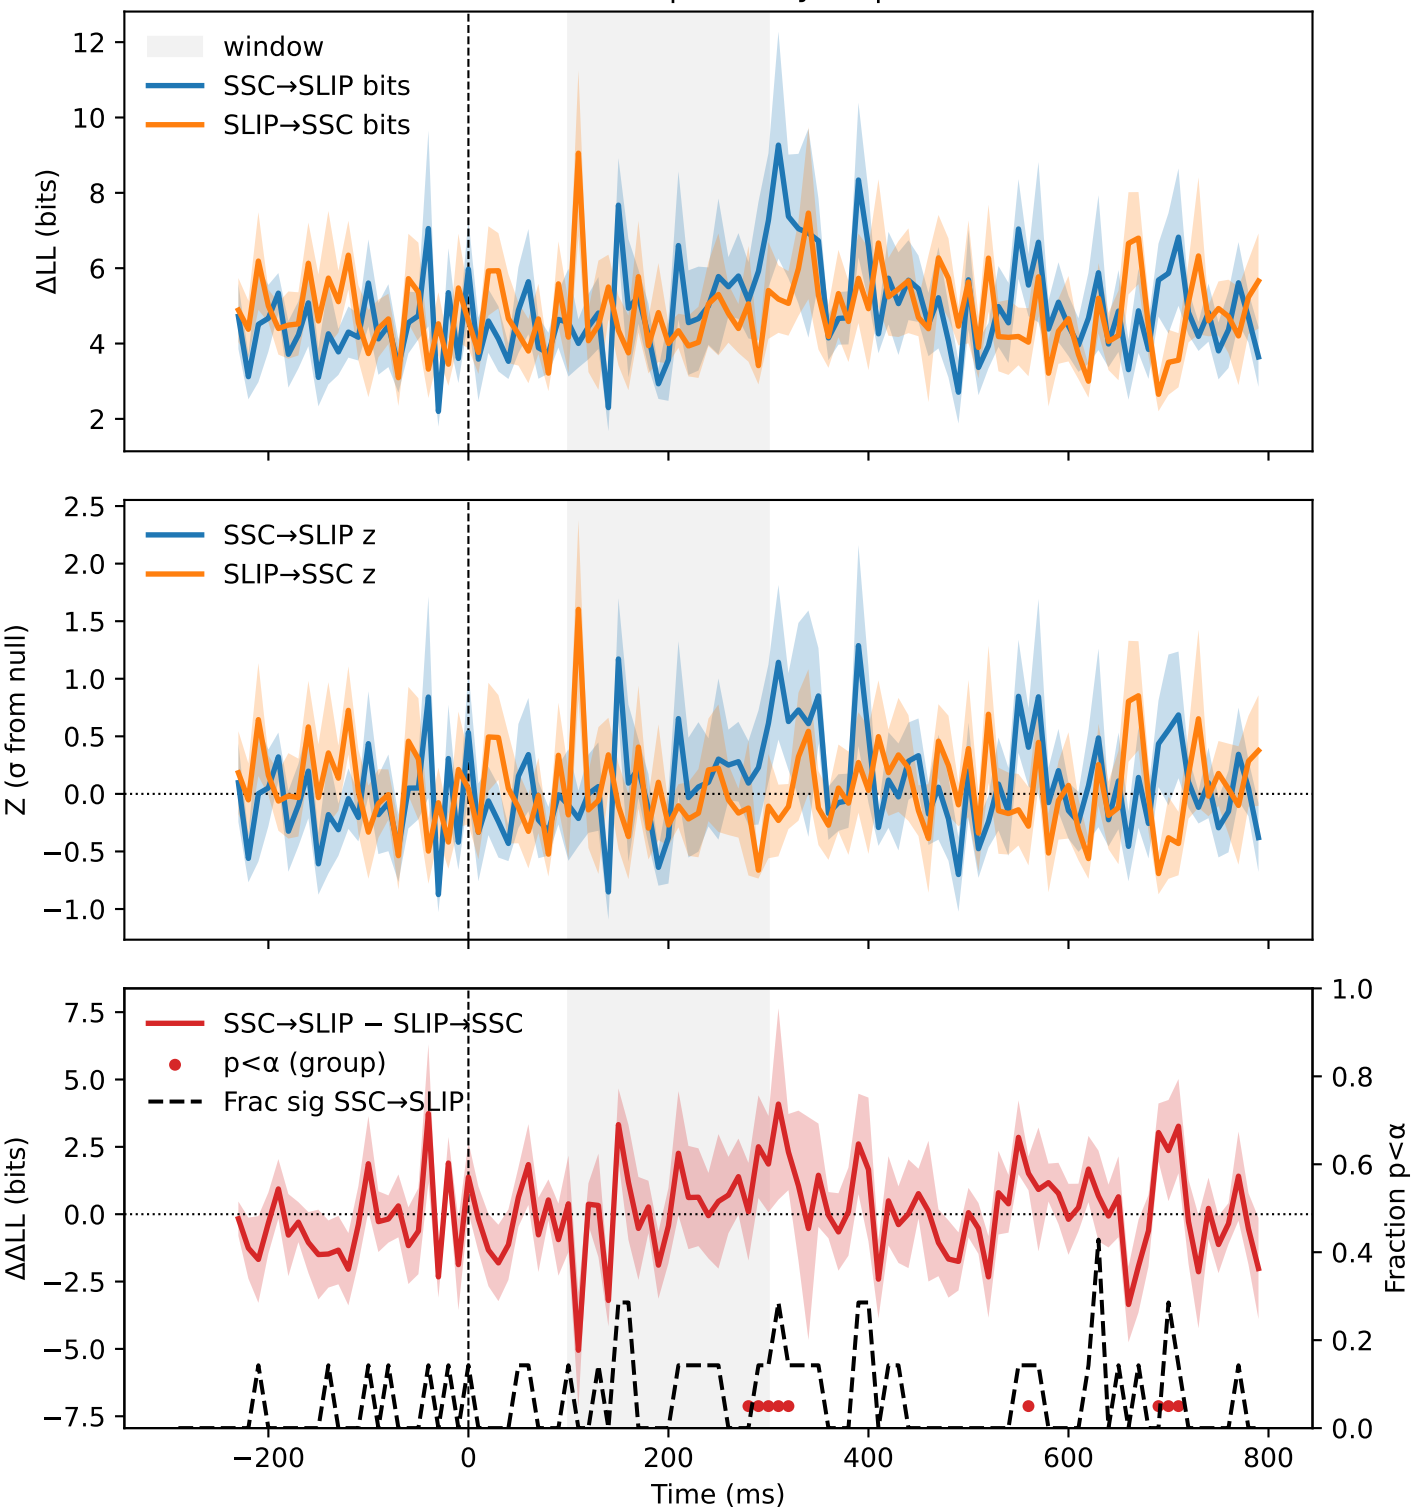 12
10
8
6
4
2
ΔLL (bits)
window
SSC→SLIP bits
SLIP→SSC bits
2.5
2.0
1.5
1.0
0.5
0.0
−0.5
−1.0
Z (σ from null)
SSC→SLIP z
SLIP→SSC z
7.5
5.0
2.5
0.0
−2.5
−5.0
−7.5
ΔΔLL (bits)
SSC→SLIP − SLIP→SSC
p<α (group)
Frac sig SSC→SLIP
1.0
0.8
0.6
0.4
0.2
0.0
Fraction p<α
−200
0
200
400
600
800
Time (ms)